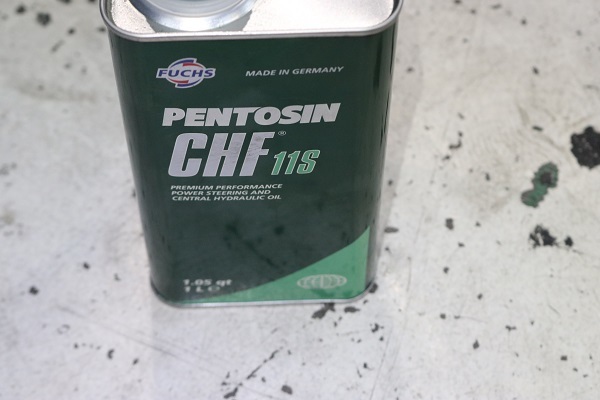 FUCHS
MADE IN GERMANY
PENTOSIN
CHF® 11S
PREMIUM PERFORMANCE
POWER STEERING AND
CENTRAL HYDRAULIC OIL
1.05 qt
1 L ℮